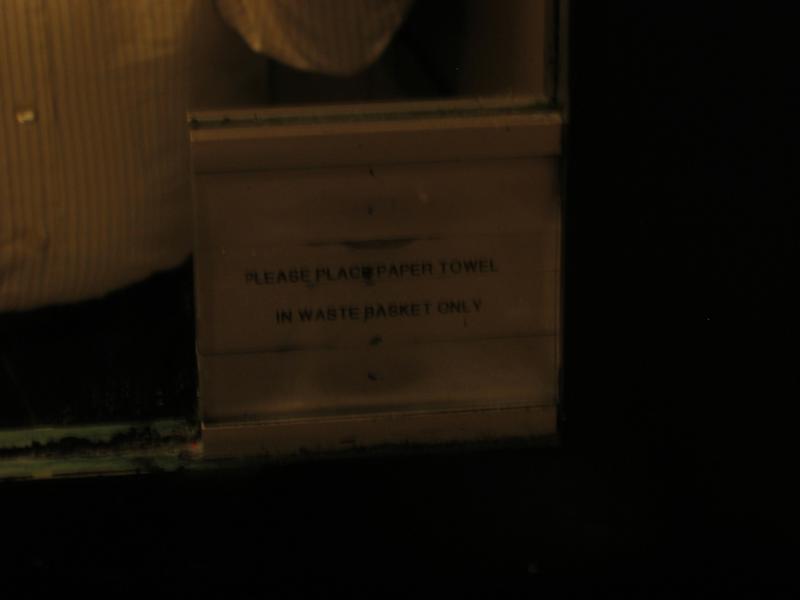 PLEASE PLACE PAPER TOWEL
IN WASTE BASKET ONLY